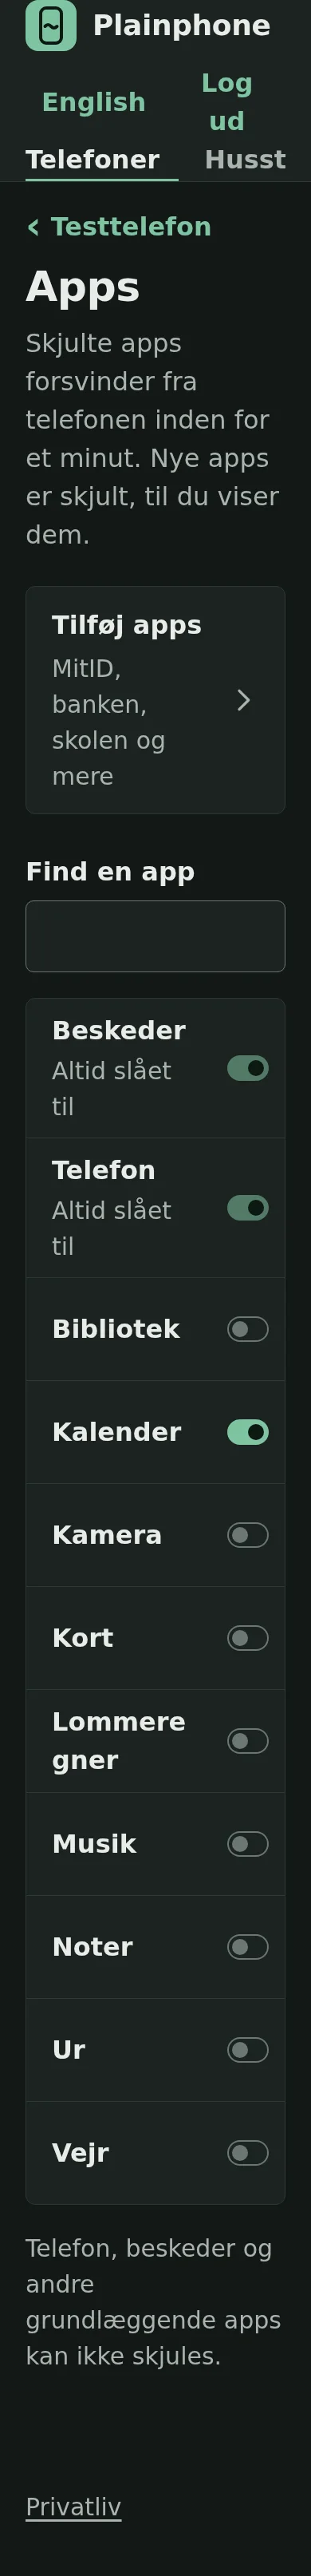 Plainphone
English
Log
ud
Telefoner
Husst
‹ Testtelefon
Apps
Skjulte apps
forsvinder fra
telefonen inden for
et minut. Nye apps
er skjult, til du viser
dem.
Tilføj apps
MitID,
banken,
skolen og
mere
Find en app
Beskeder
Altid slået
til
Telefon
Altid slået
til
Bibliotek
Kalender
Kamera
Kort
Lommere
gner
Musik
Noter
Ur
Vejr
Telefon, beskeder og
andre
grundlæggende apps
kan ikke skjules.
Privatliv